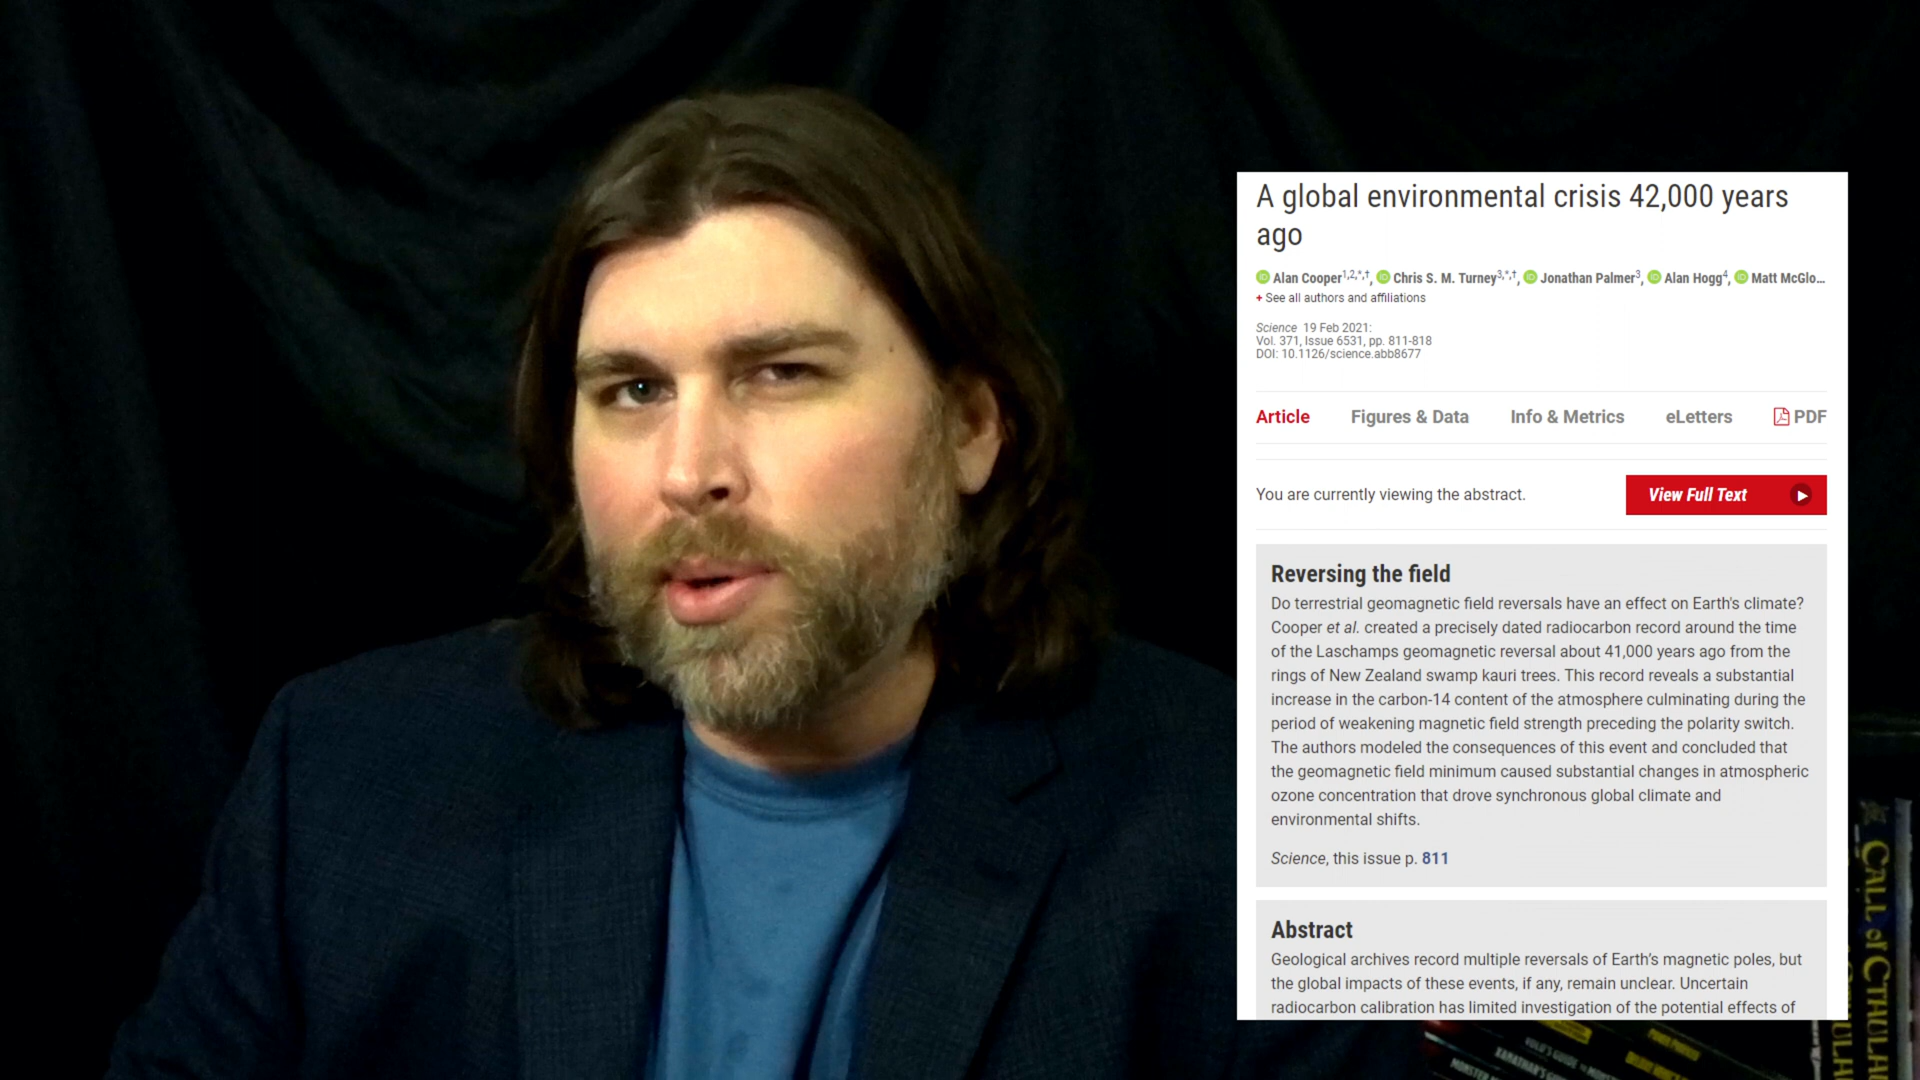 A global environmental crisis 42,000 years
ago
Alan Cooper1,2,*,†, Chris S. M. Turney3,*,†, Jonathan Palmer3, Alan Hogg4, Matt McGlo...
+ See all authors and affiliations
Science 19 Feb 2021:
Vol. 371, Issue 6531, pp. 811-818
DOI: 10.1126/science.abb8677
Article Figures & Data Info & Metrics eLetters PDF
You are currently viewing the abstract.
View Full Text
Reversing the field
Do terrestrial geomagnetic field reversals have an effect on Earth's climate?
Cooper et al. created a precisely dated radiocarbon record around the time
of the Laschamps geomagnetic reversal about 41,000 years ago from the
rings of New Zealand swamp kauri trees. This record reveals a substantial
increase in the carbon-14 content of the atmosphere culminating during the
period of weakening magnetic field strength preceding the polarity switch.
The authors modeled the consequences of this event and concluded that
the geomagnetic field minimum caused substantial changes in atmospheric
ozone concentration that drove synchronous global climate and
environmental shifts.
Science, this issue p. 811
Abstract
Geological archives record multiple reversals of Earth's magnetic poles, but
the global impacts of these events, if any, remain unclear. Uncertain
radiocarbon calibration has limited investigation of the potential effects of
CALL of CTHULH
VOLO'S GUIDE
XANATHAR'S
MONSTER